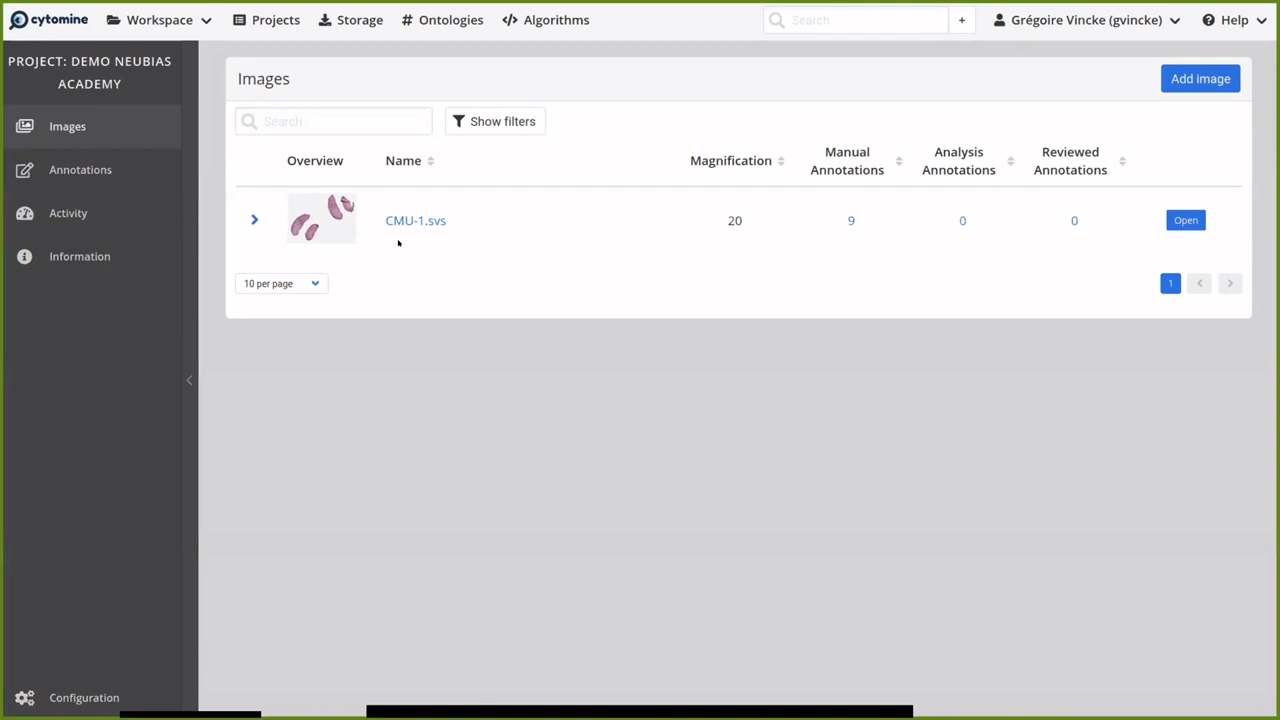 cytomine Workspace Projects Storage Ontologies Algorithms Search + Grégoire Vincke (gvincke) Help
PROJECT: DEMO NEUBIAS
ACADEMY
Images
Annotations
Activity
Information
Configuration
Images Add image
Search Show filters
Overview Name Magnification Manual Annotations Analysis Annotations Reviewed Annotations
CMU-1.svs 20 9 0 0 Open
10 per page 1